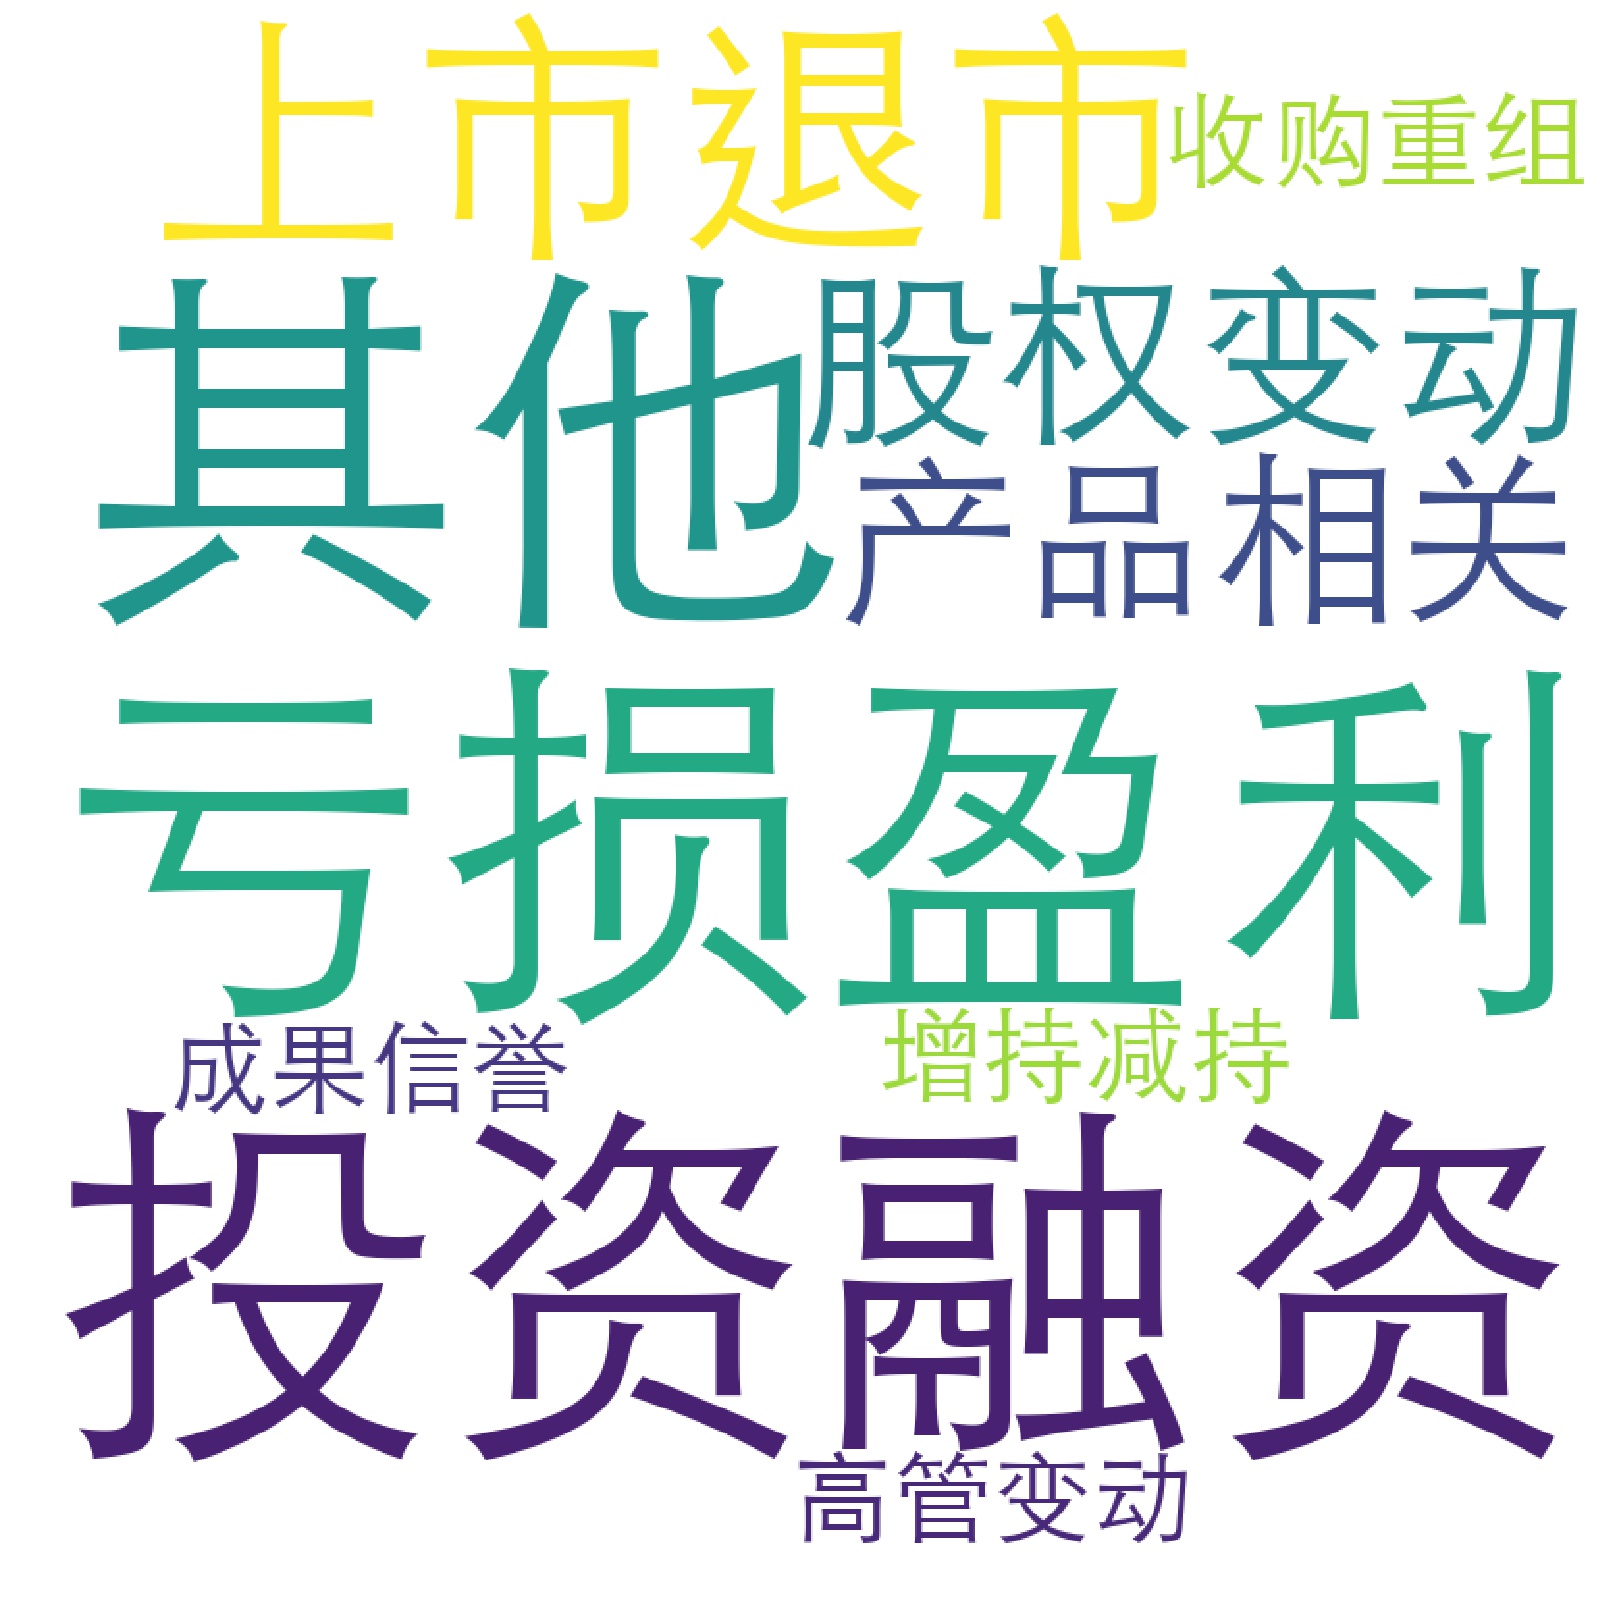 上市退市
收购重组
其他
股权变动
产品相关
亏损盈利
成果信誉
增持减持
投资融资
高管变动